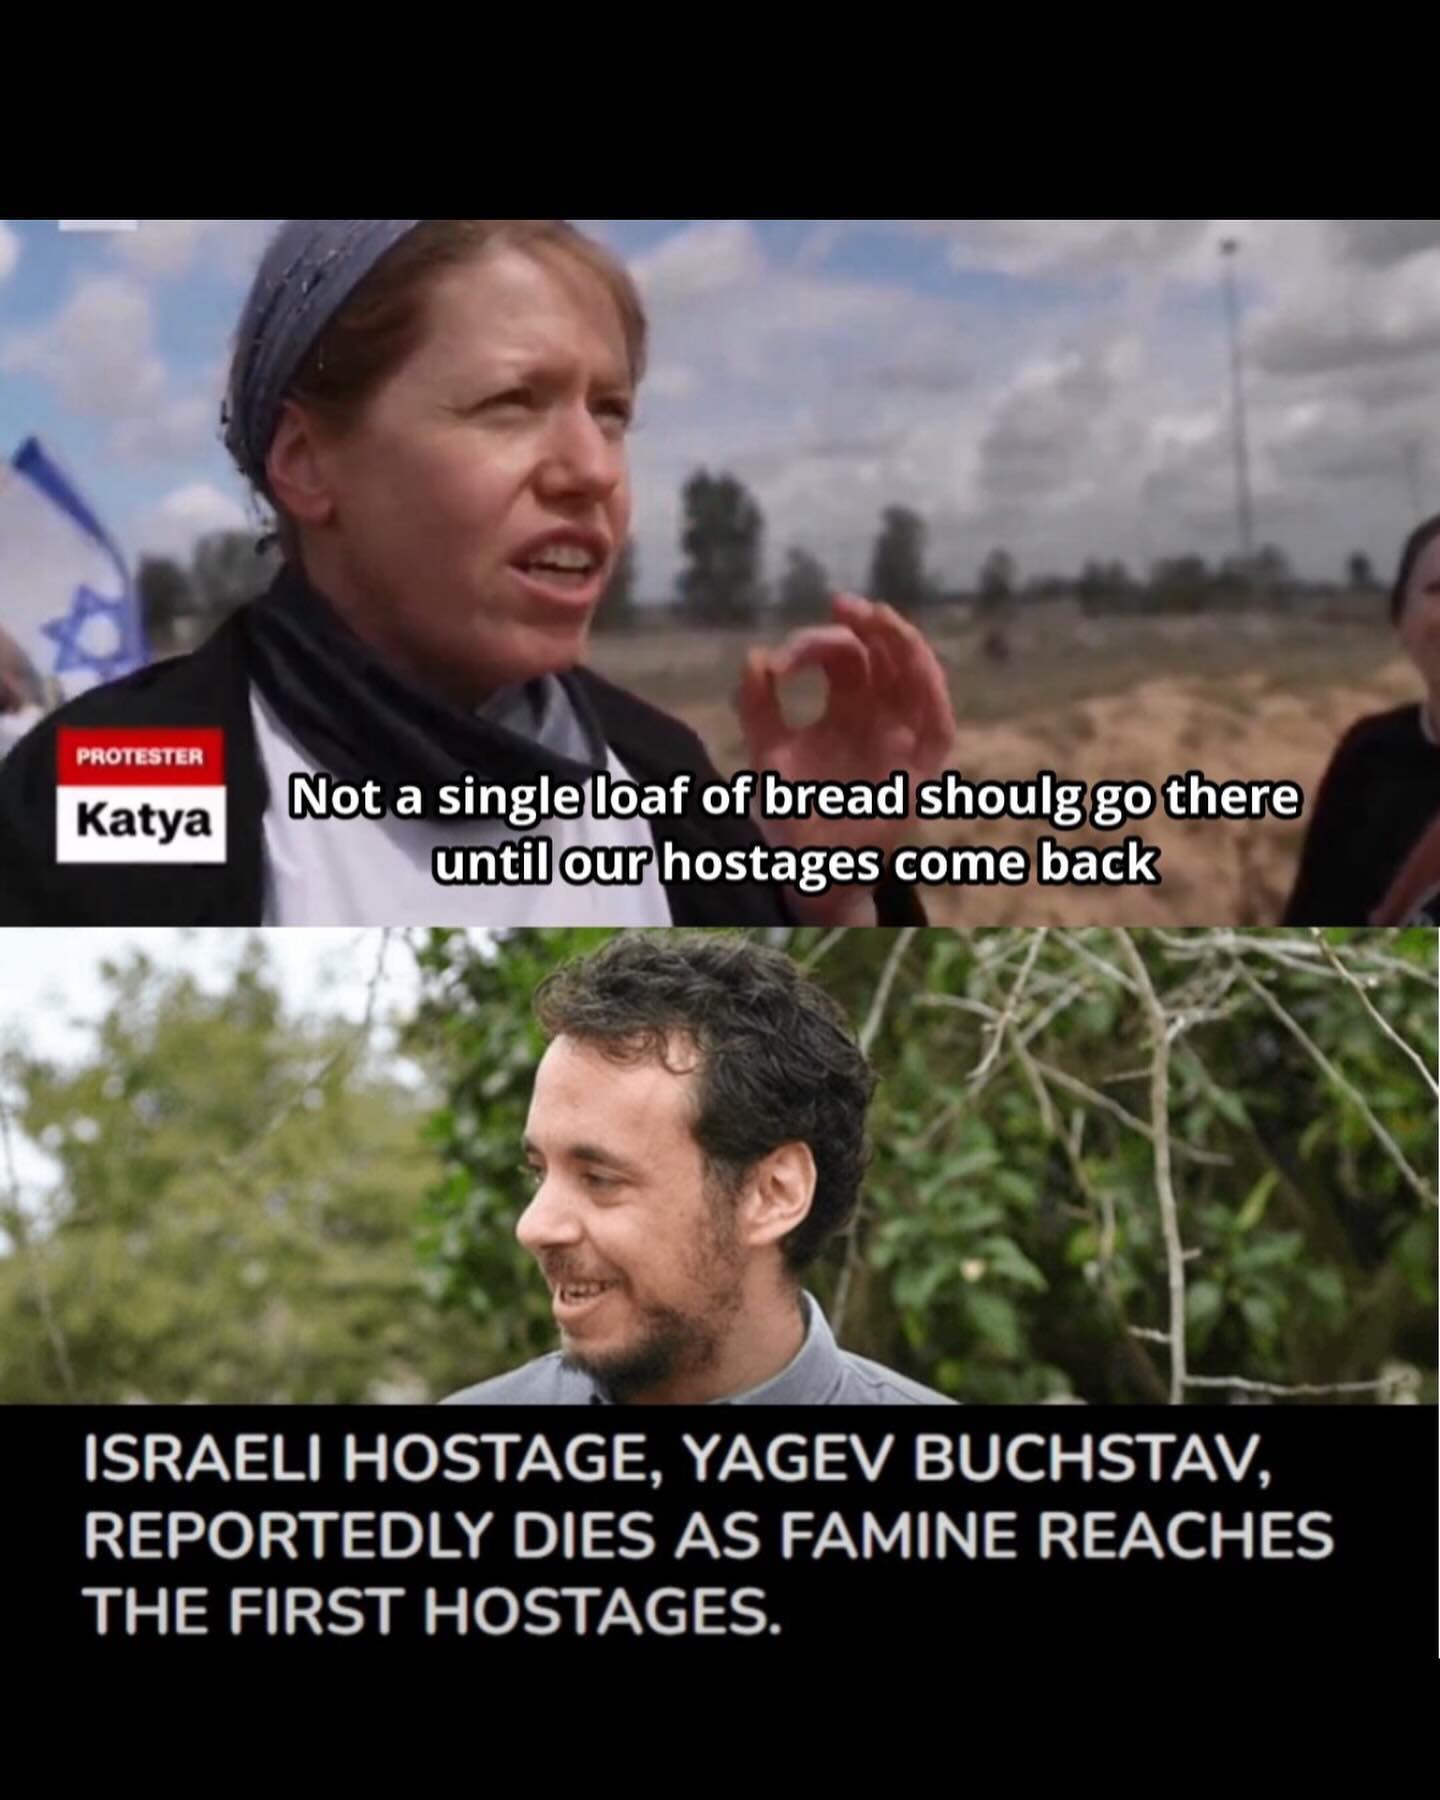 PROTESTER
Katya
Not a single loaf of bread shoulg go there
until our hostages come back
ISRAELI HOSTAGE, YAGEV BUCHSTAV,
REPORTEDLY DIES AS FAMINE REACHES
THE FIRST HOSTAGES.